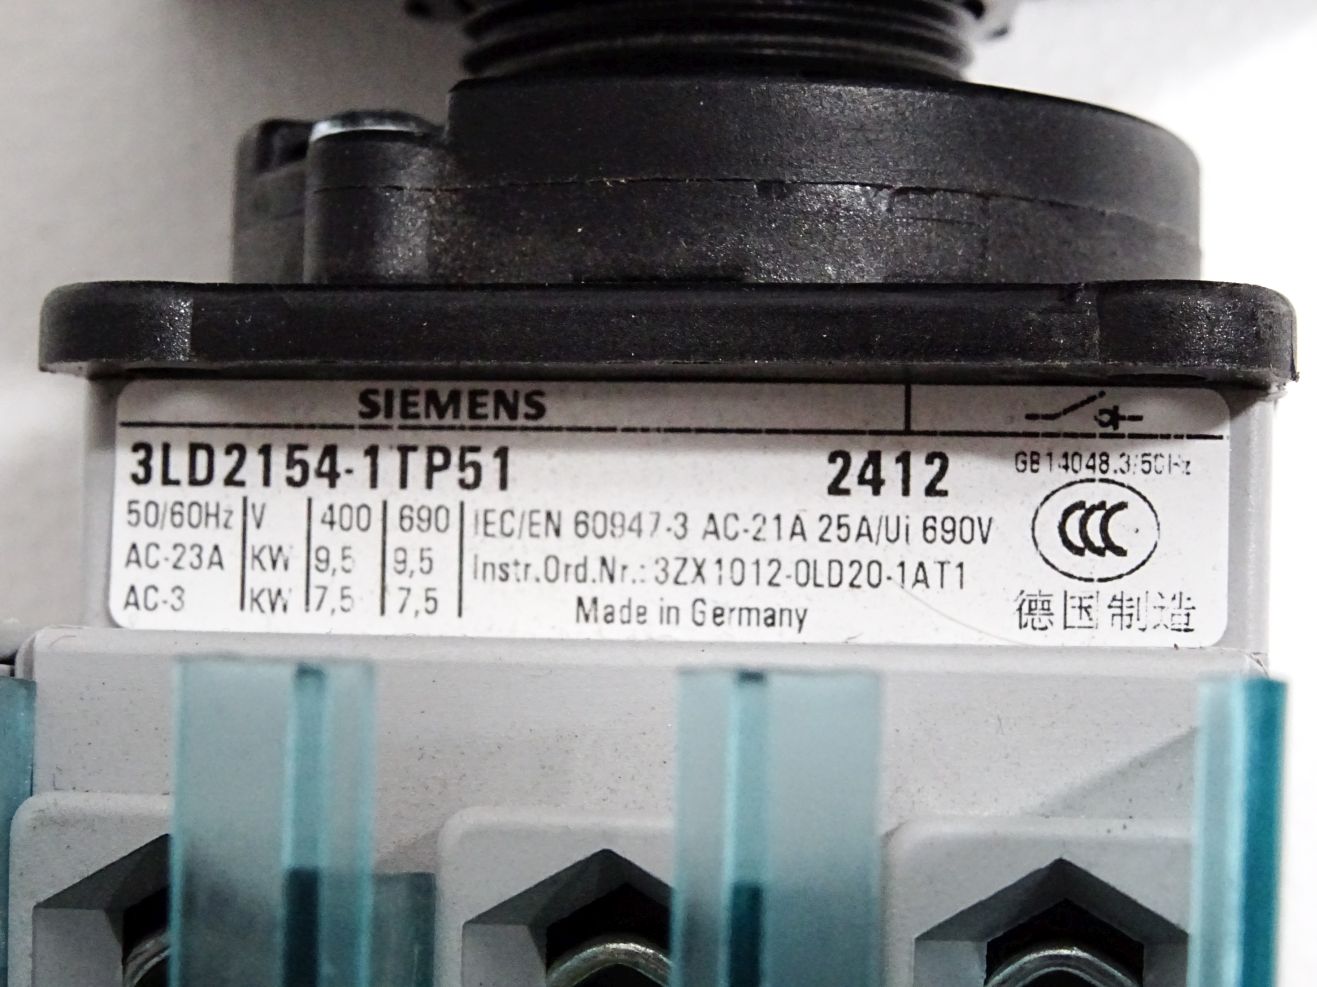 SIEMENS
3LD2154-1TP51 2412
GB14048.3/50Hz
50/60Hz V 400 690
AC-23A KW 9,5 9,5
AC-3 KW 7,5 7,5
IEC/EN 60947-3 AC-21A 25A/Ui 690V
Instr.Ord.Nr.: 3ZX1012-0LD20-1AT1
Made in Germany
CCC
德国制造